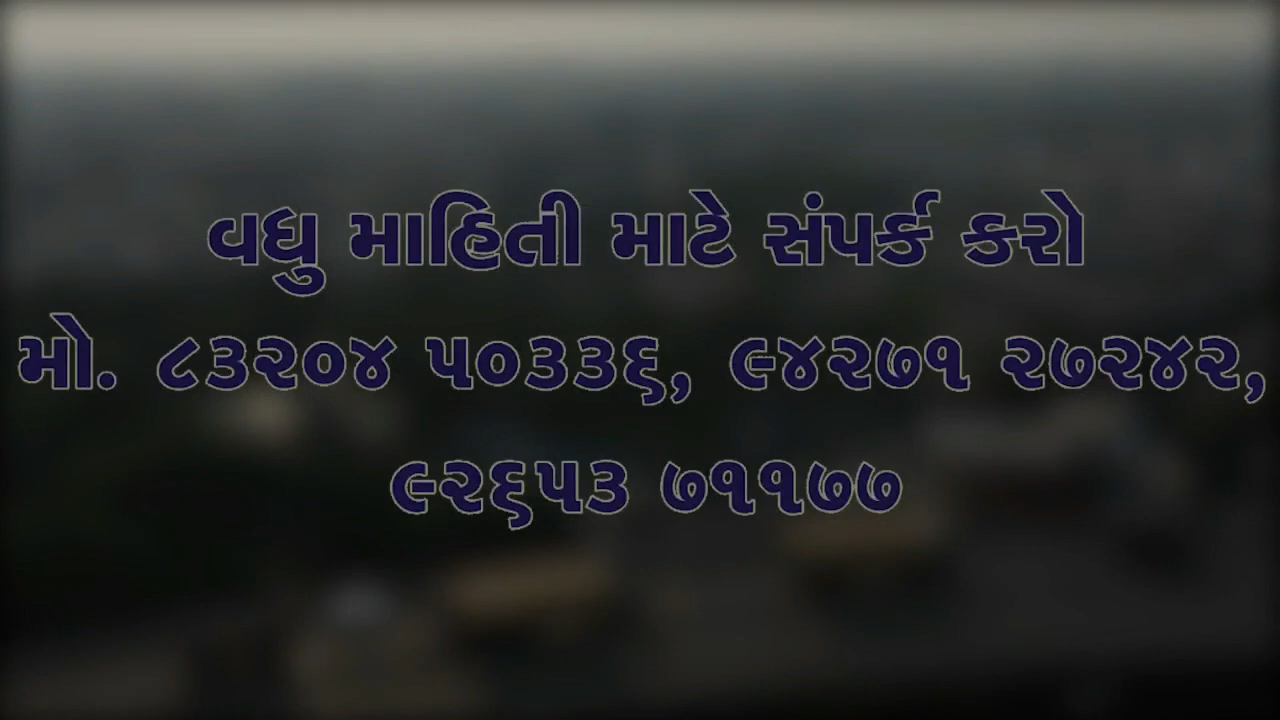 વધુ માહિતી માટે સંપર્ક કરો
મો. ૮૩૨૦૪ ૫૦૩૩૬, ૯૪૨૭૧ ૨૭૨૪૨,
૯૨૬૫૩ ૭૧૧૭૭